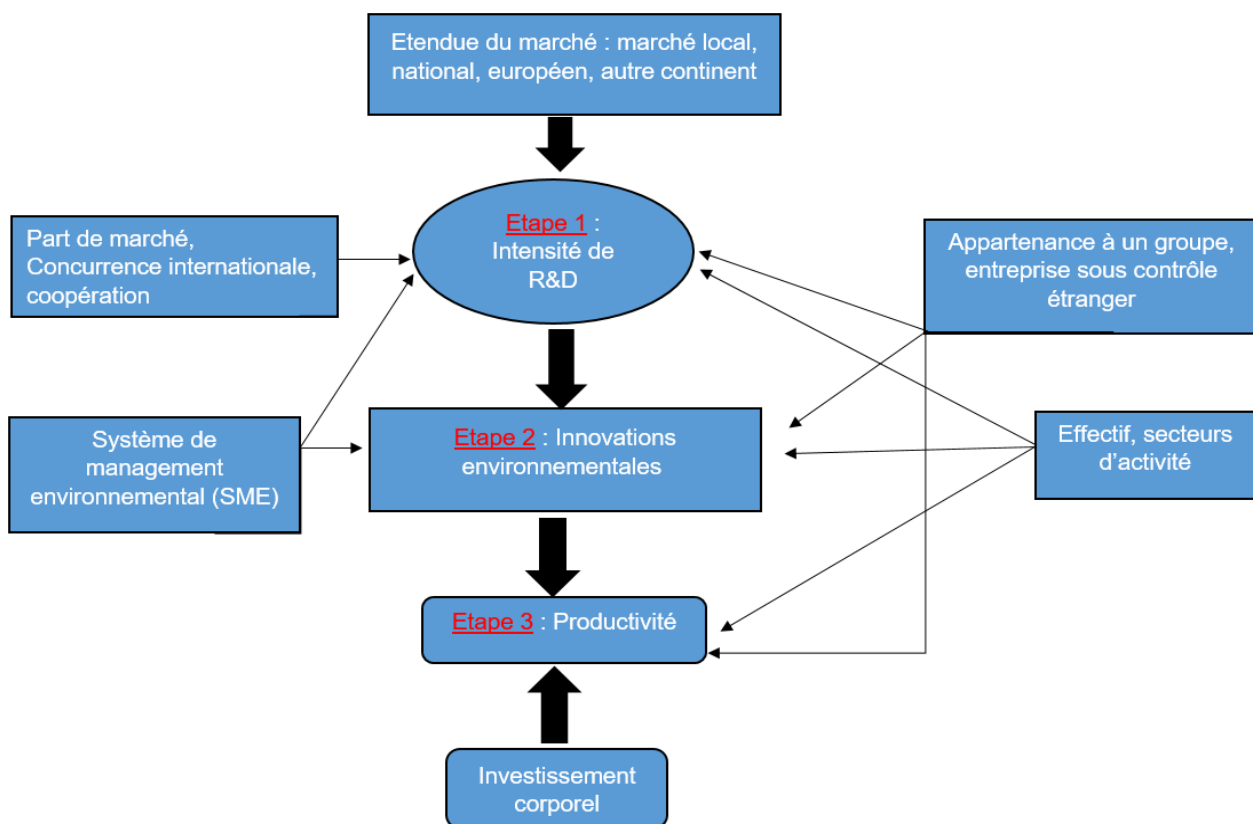 Etendue du marché : marché local,
national, européen, autre continent
Etape 1 :
Intensité de
R&D
Part de marché,
Concurrence internationale,
coopération
Appartenance à un groupe,
entreprise sous contrôle
étranger
Système de
management
environnemental (SME)
Etape 2 : Innovations
environnementales
Effectif, secteurs
d'activité
Etape 3 : Productivité
Investissement
corporel